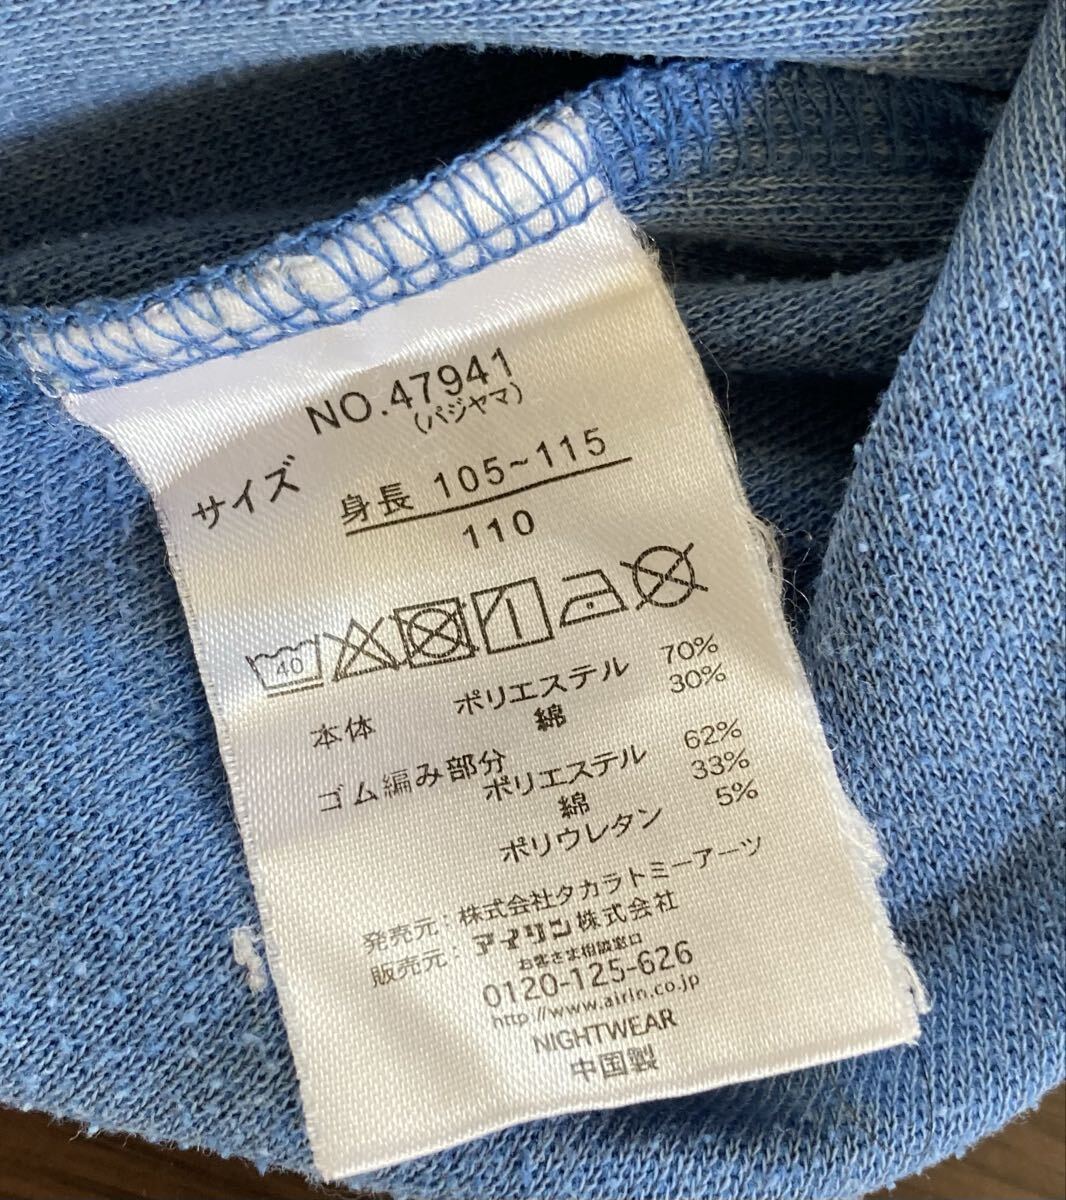 NO.47941
(パジヤマ)
サイズ 身長 105~115
110
40
本体 ポリエステル 70%
綿 30%
ゴム編み部分
ポリエステル 62%
綿 33%
ポリウレタン 5%
発売元:株式会社タカラトミーアーツ
販売元:アイリン株式会社
お客さま相談窓口
0120-125-626
http://www.airin.co.jp
NIGHTWEAR
中国製